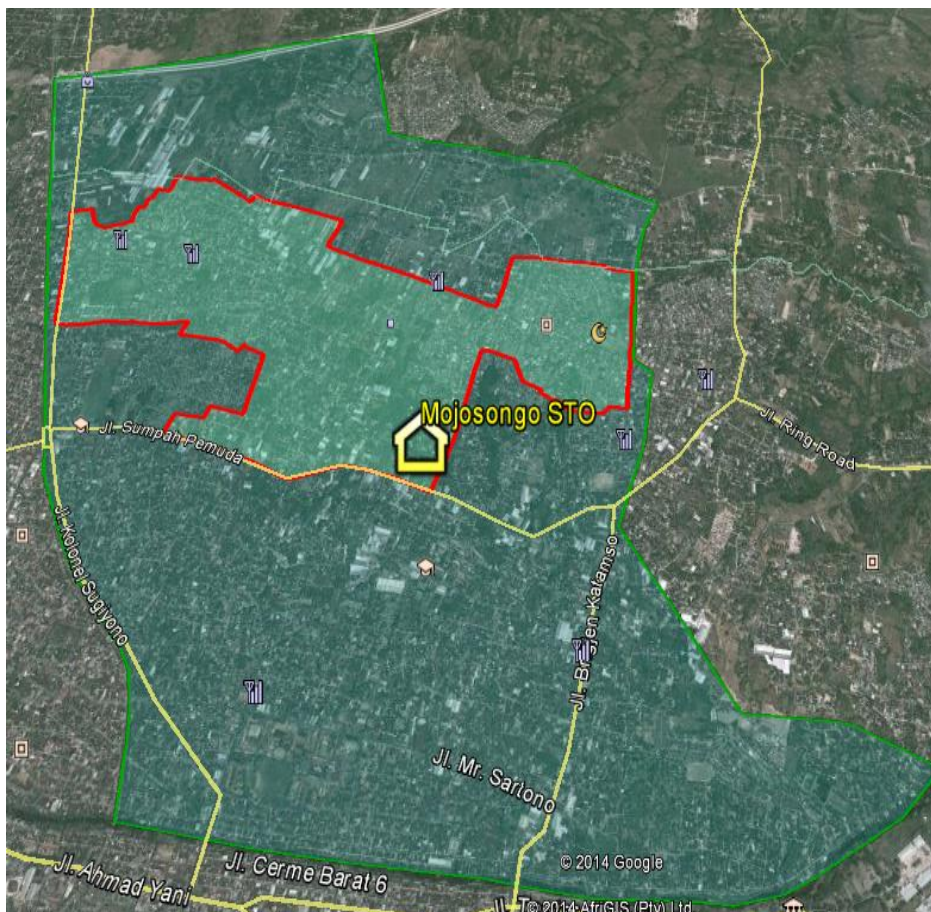 Mojosongo STO
Jl. Sumpah Pemuda
Jl. Ring Road
Jl. Kolonel Sugiyono
Jl. Brigjen Katamso
Jl. Mr. Sartono
© 2014 Google
Jl. Cerme Barat 6
Jl. Ahmad Yani
© 2014 AfriGIS (Pty) Ltd.